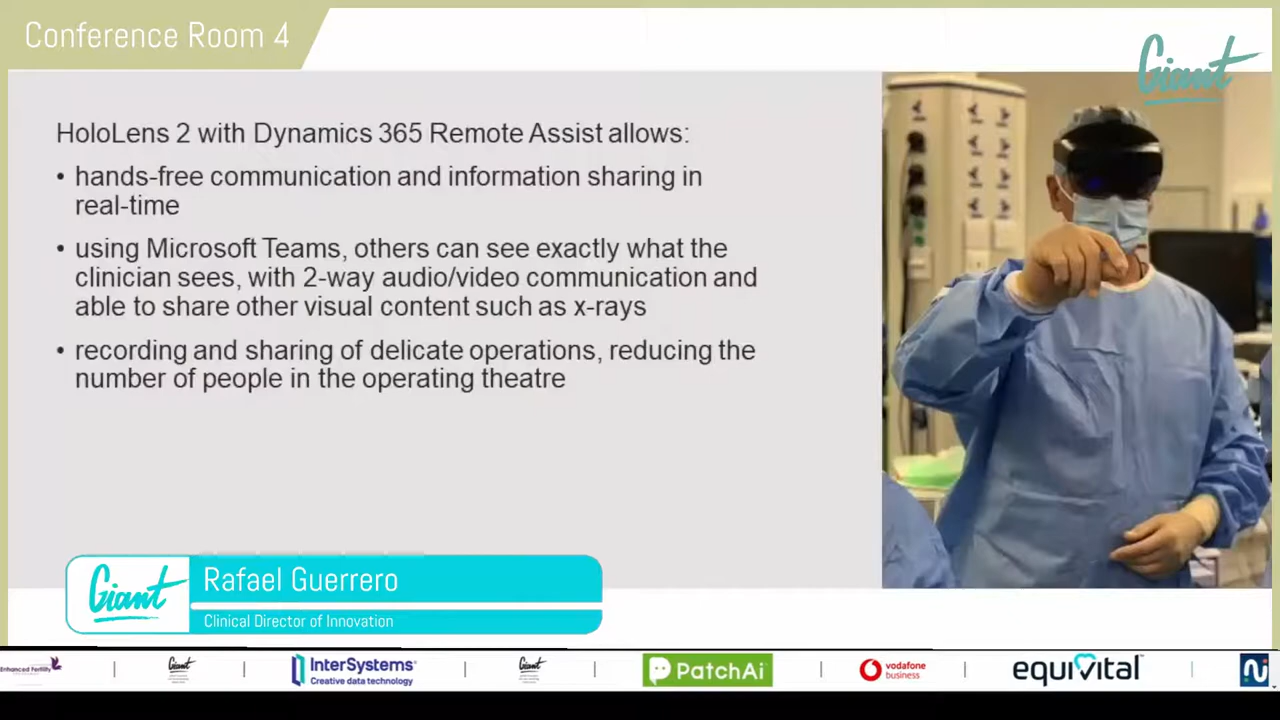 Conference Room 4
Giant
HoloLens 2 with Dynamics 365 Remote Assist allows:
• hands-free communication and information sharing in
real-time
• using Microsoft Teams, others can see exactly what the
clinician sees, with 2-way audio/video communication and
able to share other visual content such as x-rays
• recording and sharing of delicate operations, reducing the
number of people in the operating theatre
Giant
Rafael Guerrero
Clinical Director of Innovation
Enhanced Fertility
Giant
InterSystems
Creative data technology
Giant
PatchAi
vodafone
business
equivital